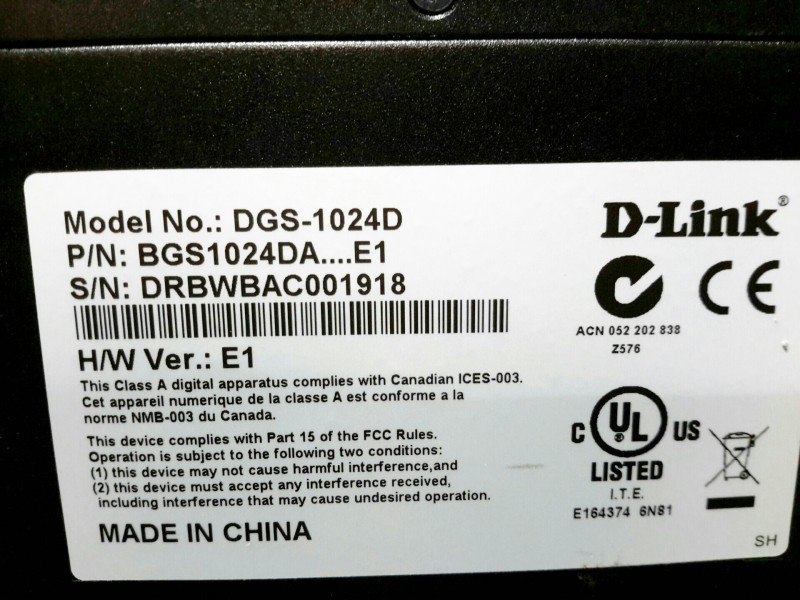 Model No.: DGS-1024D
P/N: BGS1024DA....E1
S/N: DRBWBAC001918
H/W Ver.: E1
This Class A digital apparatus complies with Canadian ICES-003.
Cet appareil numerique de la classe A est conforme a la
norme NMB-003 du Canada.
This device complies with Part 15 of the FCC Rules.
Operation is subject to the following two conditions:
(1) this device may not cause harmful interference,and
(2) this device must accept any interference received,
including interference that may cause undesired operation.
MADE IN CHINA
D-Link®
CE
ACN 052 202 838
Z576
C UL® US
LISTED
I.T.E.
E164374 6N81
SH